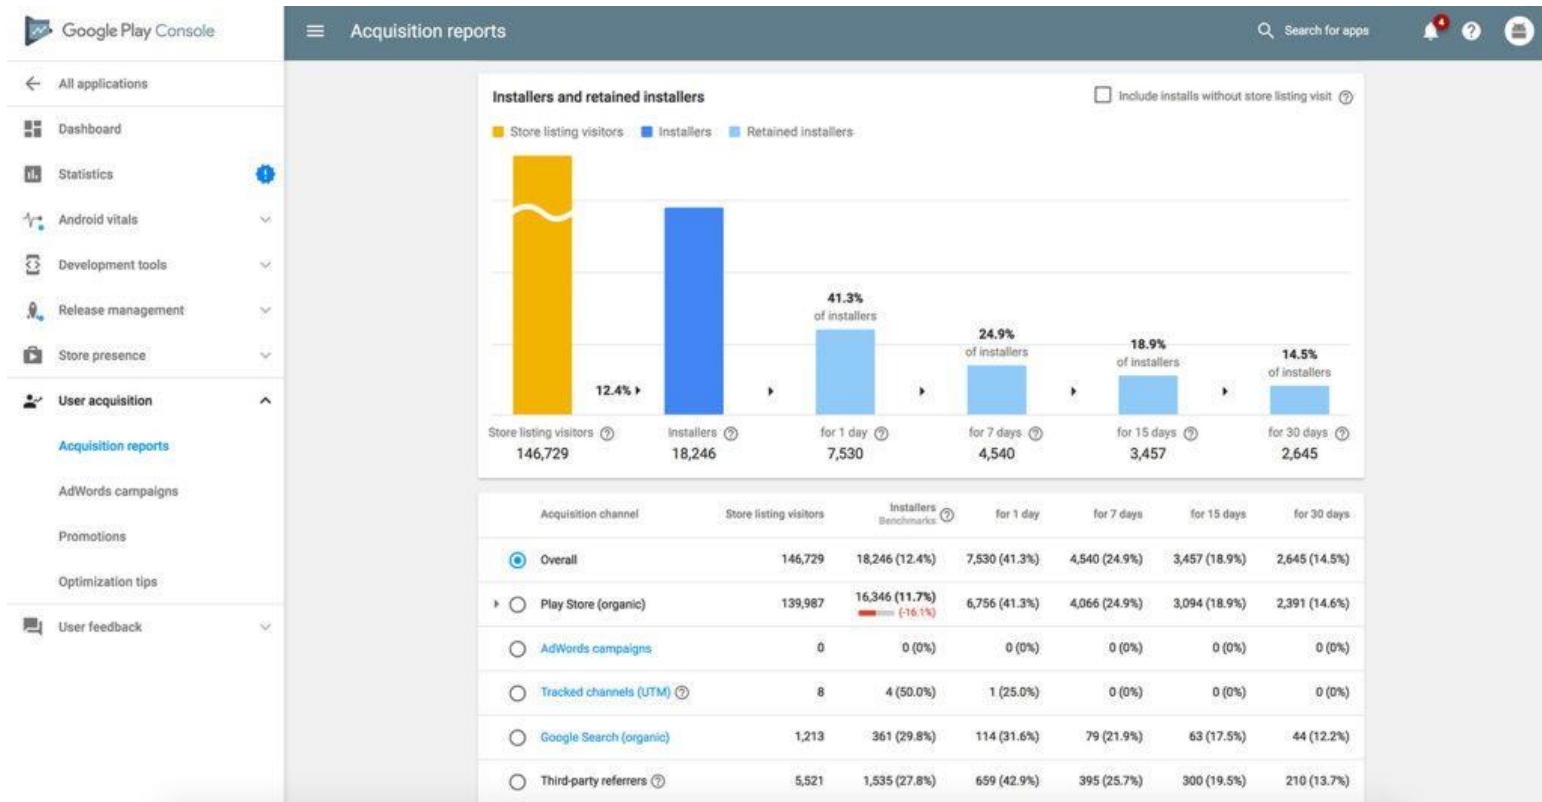 Google Play Console
Acquisition reports
Search for apps
4
All applications
Dashboard
Statistics
Android vitals
Development tools
Release management
Store presence
User acquisition
Acquisition reports
AdWords campaigns
Promotions
Optimization tips
User feedback
Installers and retained installers
Include installs without store listing visit
Store listing visitors Installers Retained installers
41.3%
of installers
24.9%
of installers
18.9%
of installers
14.5%
of installers
12.4%
Store listing visitors Installers for 1 day for 7 days for 15 days for 30 days
146,729 18,246 7,530 4,540 3,457 2,645
Acquisition channel Store listing visitors Installers Benchmarks for 1 day for 7 days for 15 days for 30 days
Overall 146,729 18,246 (12.4%) 7,530 (41.3%) 4,540 (24.9%) 3,457 (18.9%) 2,645 (14.5%)
Play Store (organic) 139,987 16,346 (11.7%) 6,756 (41.3%) 4,066 (24.9%) 3,094 (18.9%) 2,391 (14.6%)
(-16.1%)
AdWords campaigns 0 0 (0%) 0 (0%) 0 (0%) 0 (0%) 0 (0%)
Tracked channels (UTM) 8 4 (50.0%) 1 (25.0%) 0 (0%) 0 (0%) 0 (0%)
Google Search (organic) 1,213 361 (29.8%) 114 (31.6%) 79 (21.9%) 63 (17.5%) 44 (12.2%)
Third-party referrers 5,521 1,535 (27.8%) 659 (42.9%) 395 (25.7%) 300 (19.5%) 210 (13.7%)